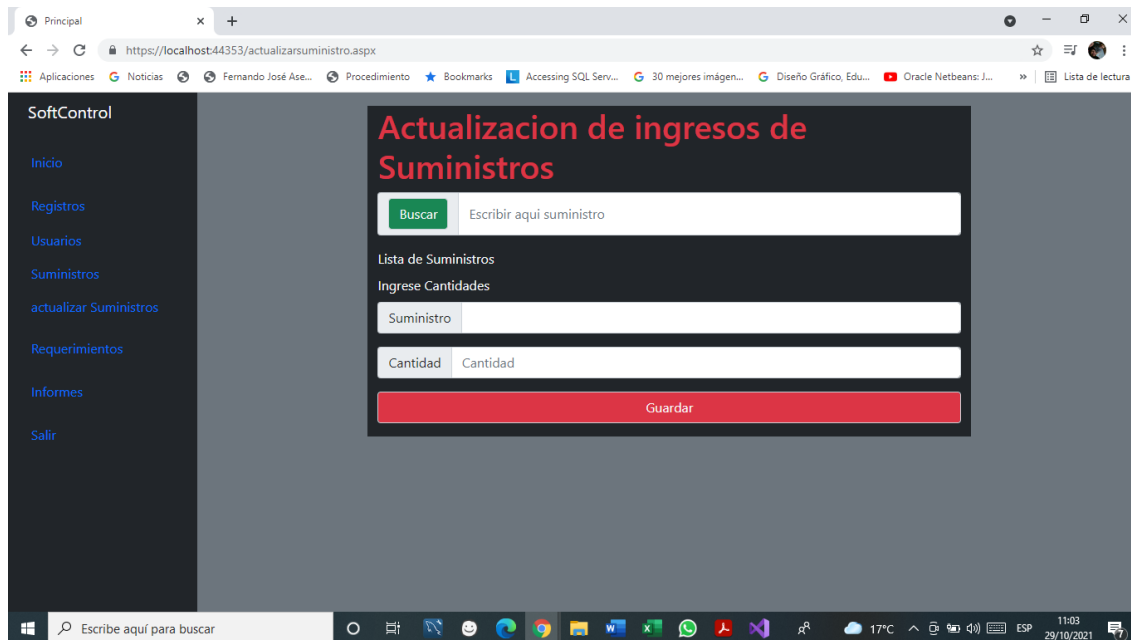 Principal
https://localhost:44353/actualizarsuministro.aspx
Aplicaciones Noticias Fernando José Ase... Procedimiento Bookmarks Accessing SQL Serv... 30 mejores imágen... Diseño Gráfico, Edu... Oracle Netbeans: J... » Lista de lectura
SoftControl
Inicio
Registros
Usuarios
Suministros
actualizar Suministros
Requerimientos
Informes
Salir
Actualizacion de ingresos de
Suministros
Buscar Escribir aqui suministro
Lista de Suministros
Ingrese Cantidades
Suministro
Cantidad Cantidad
Guardar
Escribe aquí para buscar
17°C ESP
11:03
29/10/2021